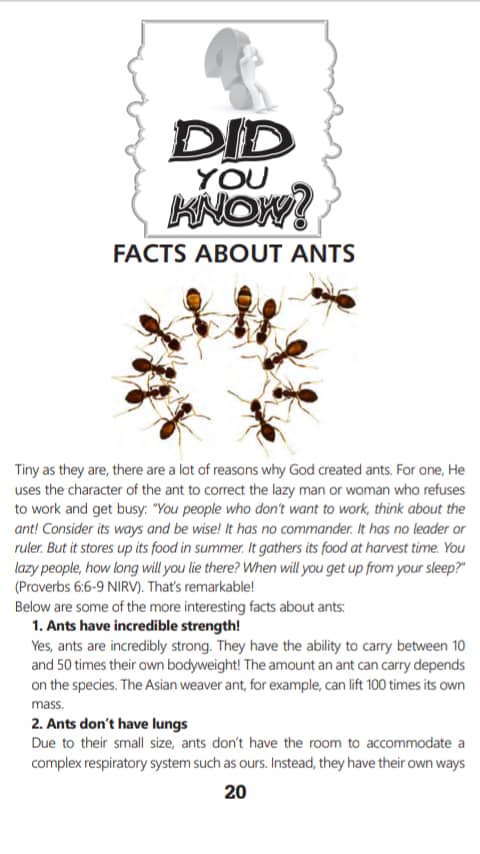 DID
YOU
KNOW?
FACTS ABOUT ANTS
Tiny as they are, there are a lot of reasons why God created ants. For one, He
uses the character of the ant to correct the lazy man or woman who refuses
to work and get busy: "You people who don't want to work, think about the
ant! Consider its ways and be wise! It has no commander. It has no leader or
ruler. But it stores up its food in summer. It gathers its food at harvest time. You
lazy people, how long will you lie there? When will you get up from your sleep?"
(Proverbs 6:6-9 NIRV). That's remarkable!
Below are some of the more interesting facts about ants:
1. Ants have incredible strength!
Yes, ants are incredibly strong. They have the ability to carry between 10
and 50 times their own bodyweight! The amount an ant can carry depends
on the species. The Asian weaver ant, for example, can lift 100 times its own
mass.
2. Ants don't have lungs
Due to their small size, ants don't have the room to accommodate a
complex respiratory system such as ours. Instead, they have their own ways
20